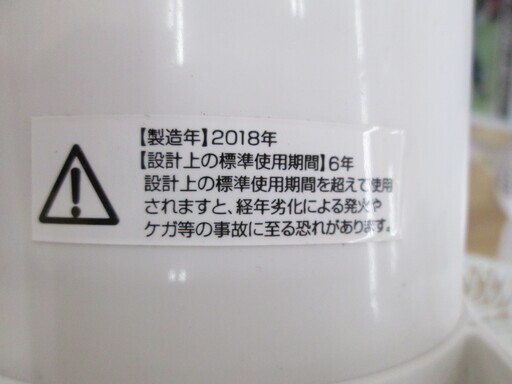 【製造年】2018年
【設計上の標準使用期間】6年
設計上の標準使用期間を超えて使用
されますと、経年劣化による発火や
ケガ等の事故に至る恐れがあります。